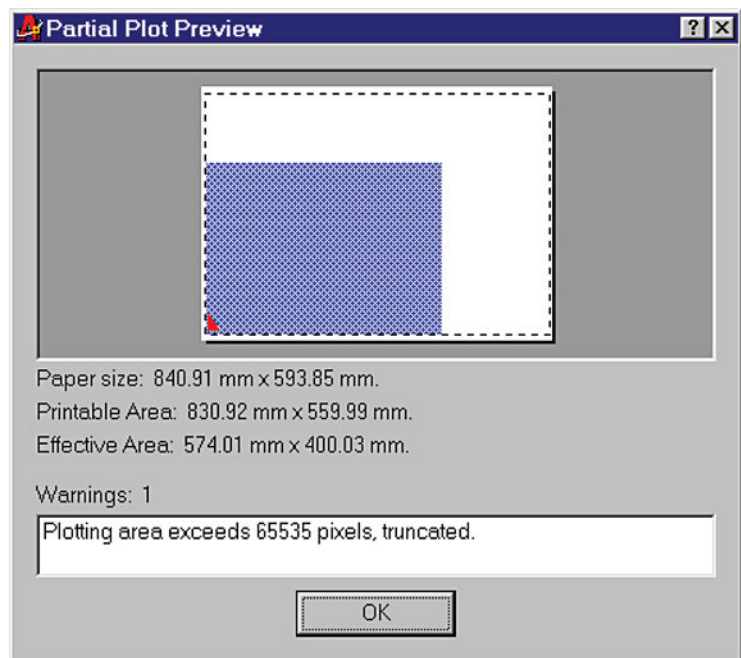 Partial Plot Preview
Paper size: 840.91 mm x 593.85 mm.
Printable Area: 830.92 mm x 559.99 mm.
Effective Area: 574.01 mm x 400.03 mm.
Warnings: 1
Plotting area exceeds 65535 pixels, truncated.
OK